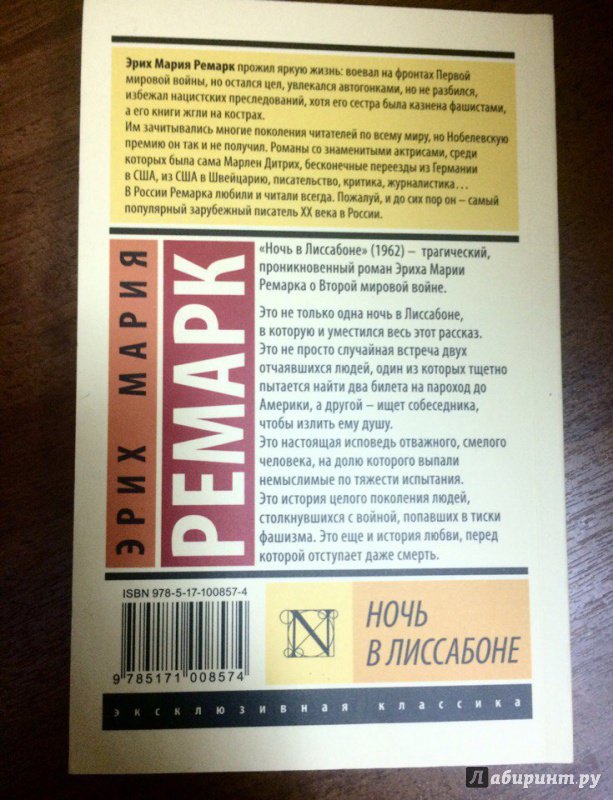 Эрих Мария Ремарк прожил яркую жизнь: воевал на фронтах Первой
мировой войны, но остался цел, увлекался автогонками, но не разбился,
избежал нацистских преследований, хотя его сестра была казнена фашистами,
а его книги жгли на кострах.
Им зачитывались многие поколения читателей по всему миру, но Нобелевскую
премию он так и не получил. Романы со знаменитыми актрисами, среди
которых была сама Марлен Дитрих, бесконечные переезды из Германии
в США, из США в Швейцарию, писательство, критика, журналистика...
В России Ремарка любили и читали всегда. Пожалуй, и до сих пор он – самый
популярный зарубежный писатель XX века в России.
ЭРИХ МАРИЯ
РЕМАРК
«Ночь в Лиссабоне» (1962) – трагический,
проникновенный роман Эриха Марии
Ремарка о Второй мировой войне.
Это не только одна ночь в Лиссабоне,
в которую и уместился весь этот рассказ.
Это не просто случайная встреча двух
отчаявшихся людей, один из которых тщетно
пытается найти два билета на пароход до
Америки, а другой – ищет собеседника,
чтобы излить ему душу.
Это настоящая исповедь отважного, смелого
человека, на долю которого выпали
немыслимые по тяжести испытания.
Это история целого поколения людей,
столкнувшихся с войной, попавших в тиски
фашизма. Это еще и история любви, перед
которой отступает даже смерть.
ISBN 978-5-17-100857-4
9 785171 008574
N
НОЧЬ
В ЛИССАБОНЕ
эксклюзивная классика
Лабиринт.ру